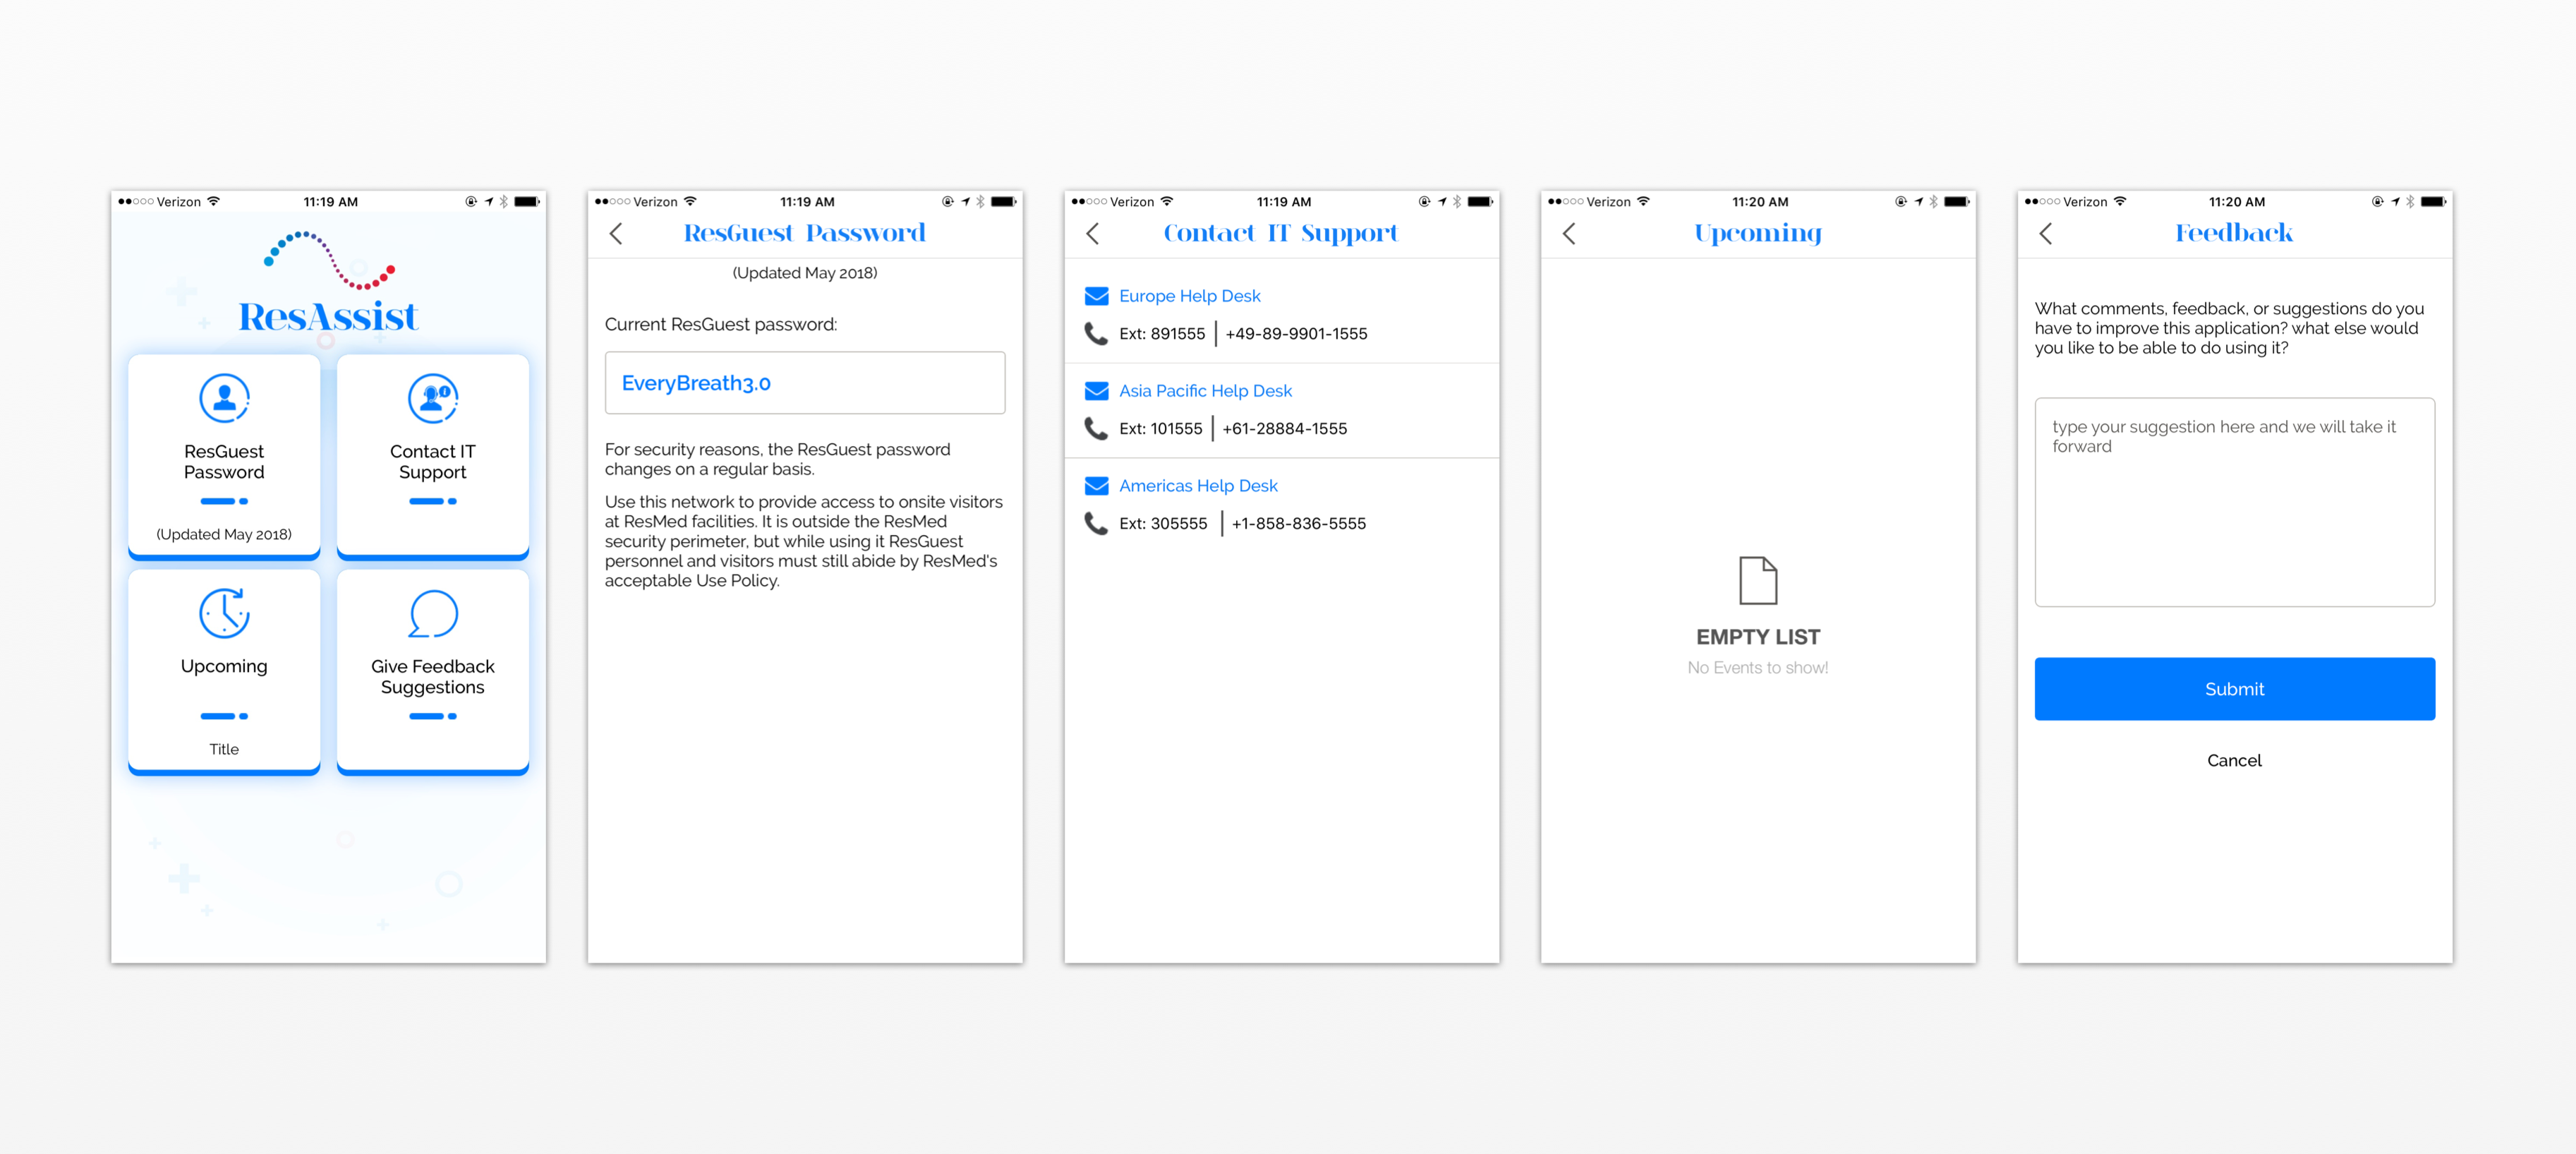 Verizon 11:19 AM
ResAssist
ResGuest
Password
(Updated May 2018)
Contact IT
Support
Upcoming
Title
Give Feedback
Suggestions
Verizon 11:19 AM
ResGuest Password
(Updated May 2018)
Current ResGuest password:
EveryBreath3.0
For security reasons, the ResGuest password
changes on a regular basis.
Use this network to provide access to onsite visitors
at ResMed facilities. It is outside the ResMed
security perimeter, but while using it ResGuest
personnel and visitors must still abide by ResMed's
acceptable Use Policy.
Verizon 11:19 AM
Contact IT Support
Europe Help Desk
Ext: 891555 | +49-89-9901-1555
Asia Pacific Help Desk
Ext: 101555 | +61-28884-1555
Americas Help Desk
Ext: 305555 | +1-858-836-5555
Verizon 11:20 AM
Upcoming
EMPTY LIST
No Events to show!
Verizon 11:20 AM
Feedback
What comments, feedback, or suggestions do you
have to improve this application? what else would
you like to be able to do using it?
type your suggestion here and we will take it
forward
Submit
Cancel